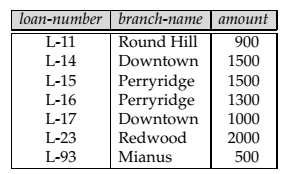 loan-number branch-name amount
L-11 Round Hill 900
L-14 Downtown 1500
L-15 Perryridge 1500
L-16 Perryridge 1300
L-17 Downtown 1000
L-23 Redwood 2000
L-93 Mianus 500